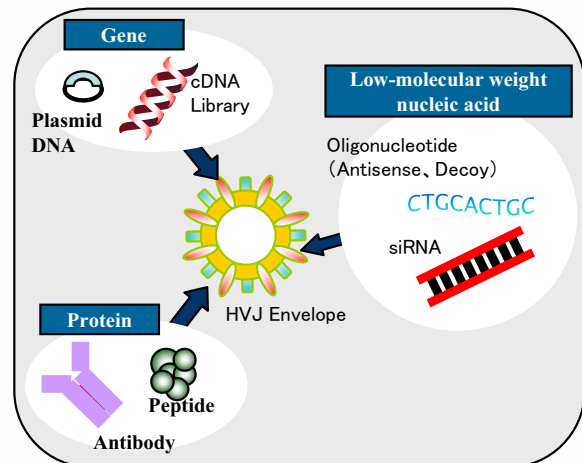 Gene
cDNA
Library
Plasmid
DNA
Low-molecular weight
nucleic acid
Oligonucleotide
（Antisense、Decoy）
CTGCACTGC
siRNA
HVJ Envelope
Protein
Peptide
Antibody